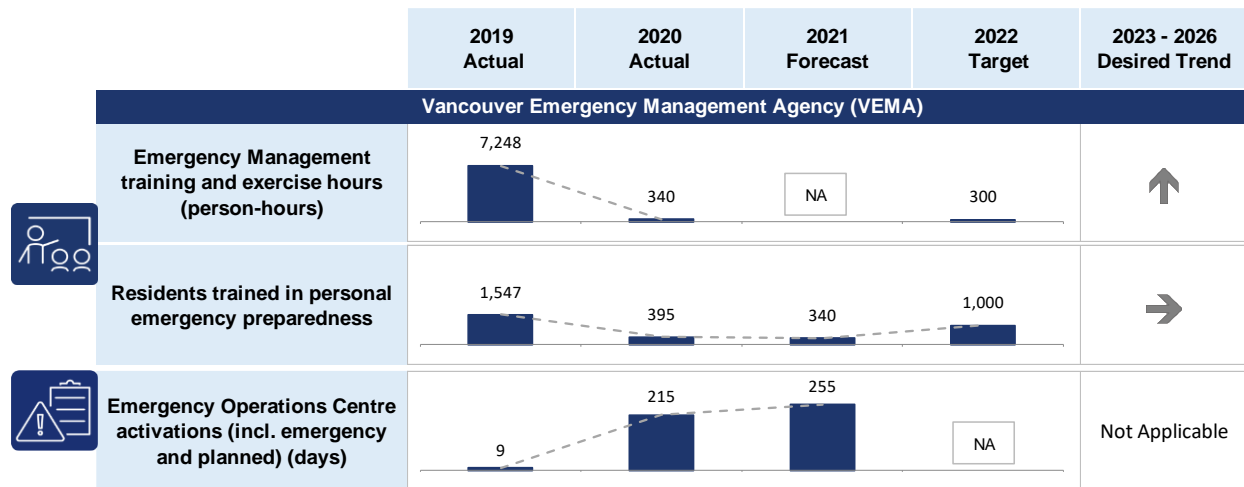 2019 Actual
2020 Actual
2021 Forecast
2022 Target
2023 - 2026 Desired Trend
Vancouver Emergency Management Agency (VEMA)
Emergency Management
training and exercise hours
(person-hours)
7,248
340
NA
300
Residents trained in personal
emergency preparedness
1,547
395
340
1,000
Emergency Operations Centre
activations (incl. emergency
and planned) (days)
9
215
255
NA
Not Applicable